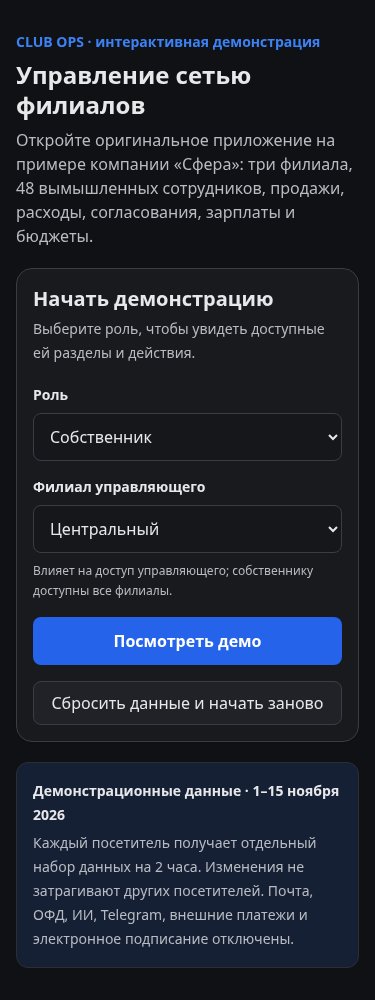 CLUB OPS · интерактивная демонстрация
Управление сетью
филиалов
Откройте оригинальное приложение на
примере компании «Сфера»: три филиала,
48 вымышленных сотрудников, продажи,
расходы, согласования, зарплаты и
бюджеты.
Начать демонстрацию
Выберите роль, чтобы увидеть доступные
ей разделы и действия.
Роль
Собственник
Филиал управляющего
Центральный
Влияет на доступ управляющего; собственнику
доступны все филиалы.
Посмотреть демо
Сбросить данные и начать заново
Демонстрационные данные · 1–15 ноября
2026
Каждый посетитель получает отдельный
набор данных на 2 часа. Изменения не
затрагивают других посетителей. Почта,
ОФД, ИИ, Telegram, внешние платежи и
электронное подписание отключены.